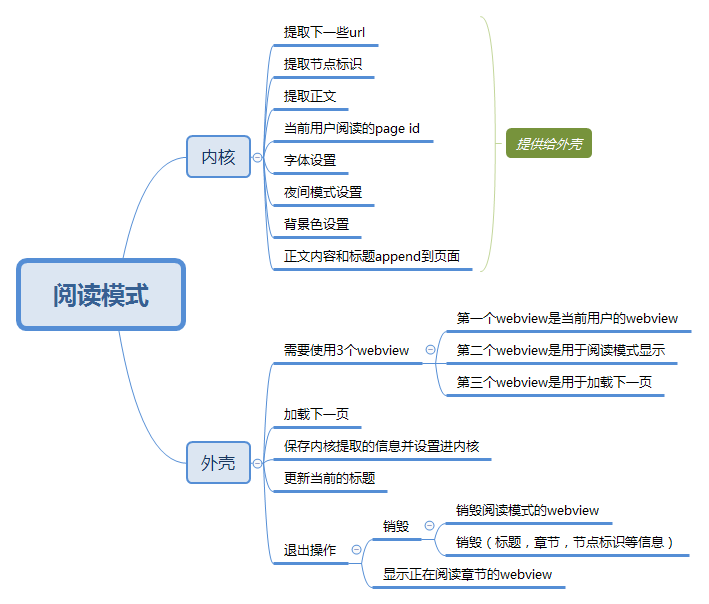 阅读模式
内核
提取下一些url
提取节点标识
提取正文
当前用户阅读的page id
字体设置
夜间模式设置
背景色设置
正文内容和标题append到页面
提供给外壳
外壳
需要使用3个webview
第一个webview是当前用户的webview
第二个webview是用于阅读模式显示
第三个webview是用于加载下一页
加载下一页
保存内核提取的信息并设置进内核
更新当前的标题
退出操作
销毁
销毁阅读模式的webview
销毁（标题，章节，节点标识等信息）
显示正在阅读章节的webview